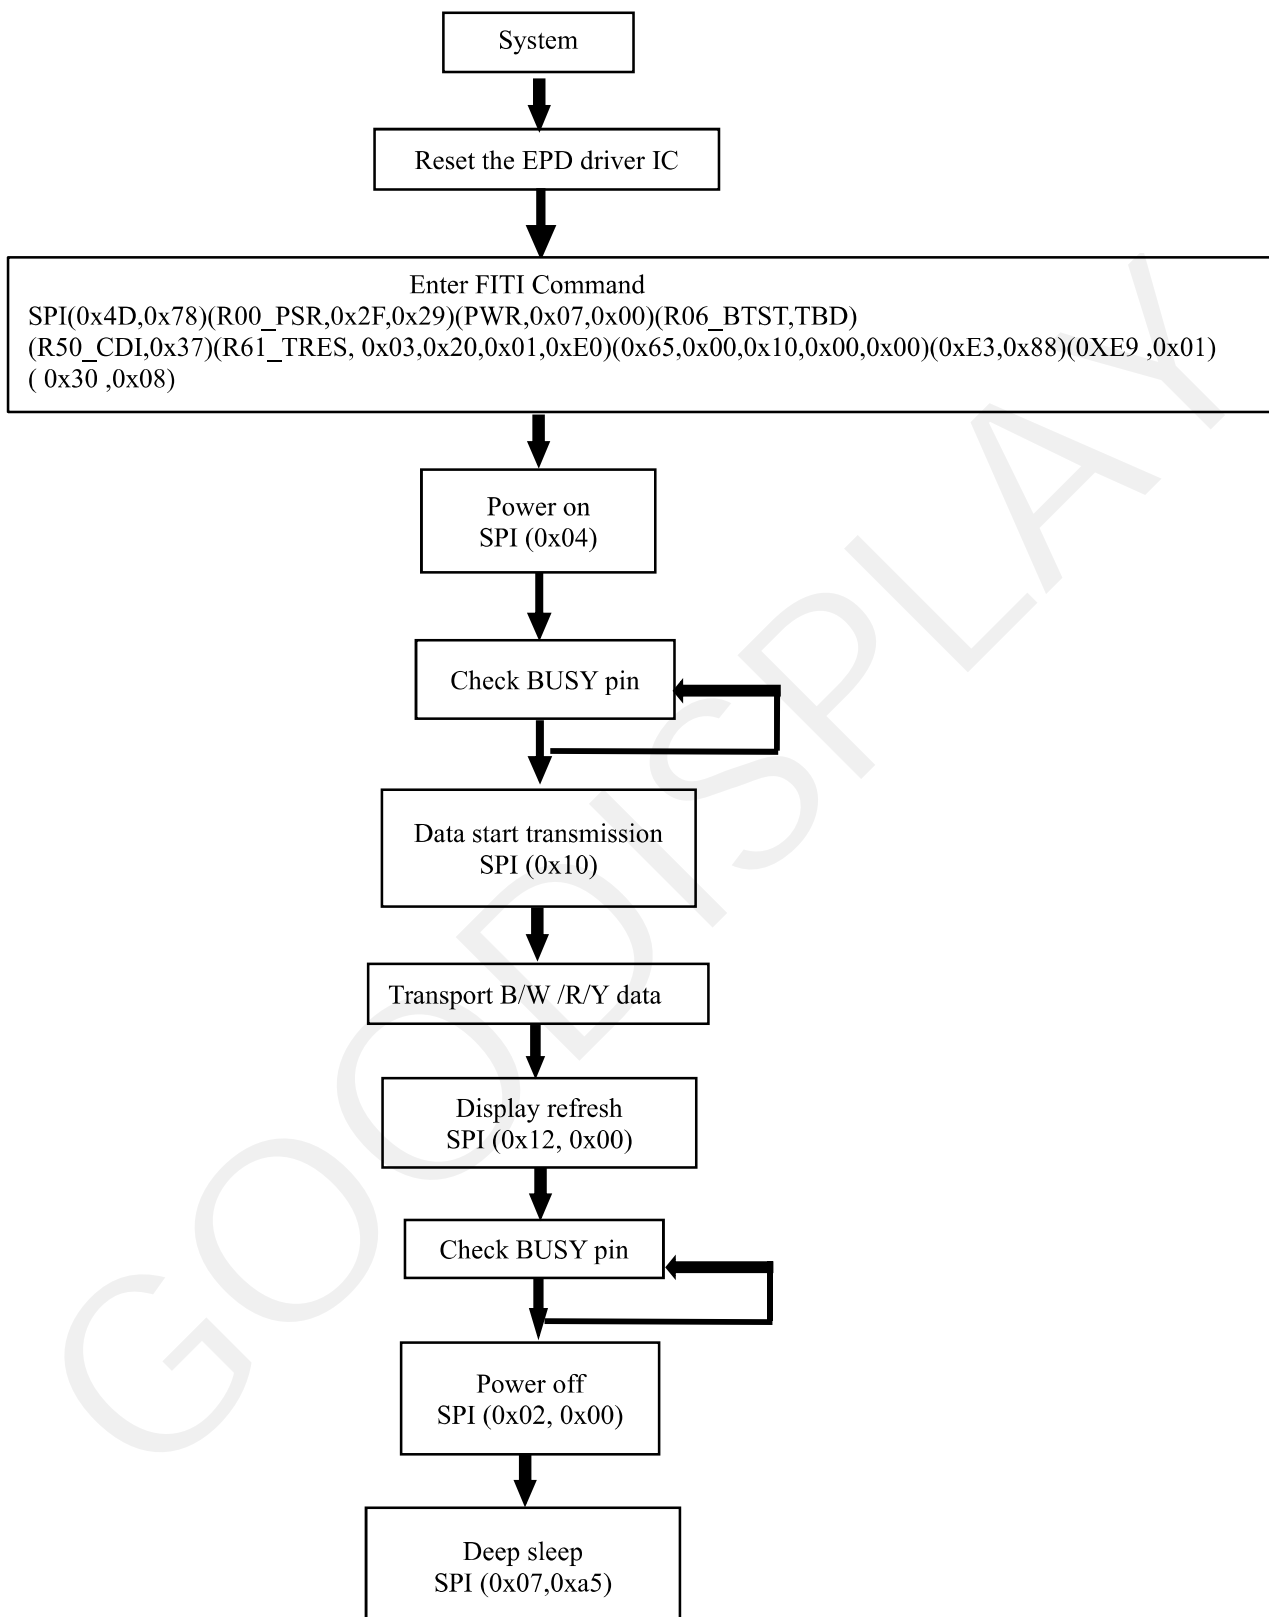 System
Reset the EPD driver IC
Enter FITI Command
SPI(0x4D,0x78)(R00_PSR,0x2F,0x29)(PWR,0x07,0x00)(R06_BTST,TBD)
(R50_CDI,0x37)(R61_TRES, 0x03,0x20,0x01,0xE0)(0x65,0x00,0x10,0x00,0x00)(0xE3,0x88)(0XE9 ,0x01)
( 0x30 ,0x08)
Power on
SPI (0x04)
Check BUSY pin
Data start transmission
SPI (0x10)
Transport B/W /R/Y data
Display refresh
SPI (0x12, 0x00)
Check BUSY pin
Power off
SPI (0x02, 0x00)
Deep sleep
SPI (0x07,0xa5)
GOODISPLAY